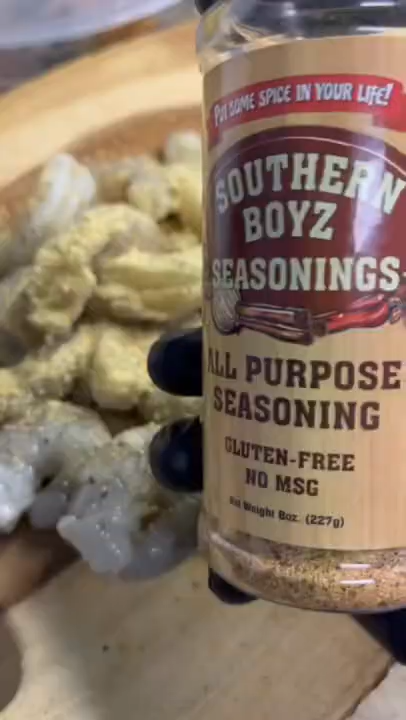 PUT SOME SPICE IN YOUR LIFE!
SOUTHERN
BOYZ
SEASONINGS
ALL PURPOSE
SEASONING
GLUTEN-FREE
NO MSG
Net Weight 8oz. (227g)